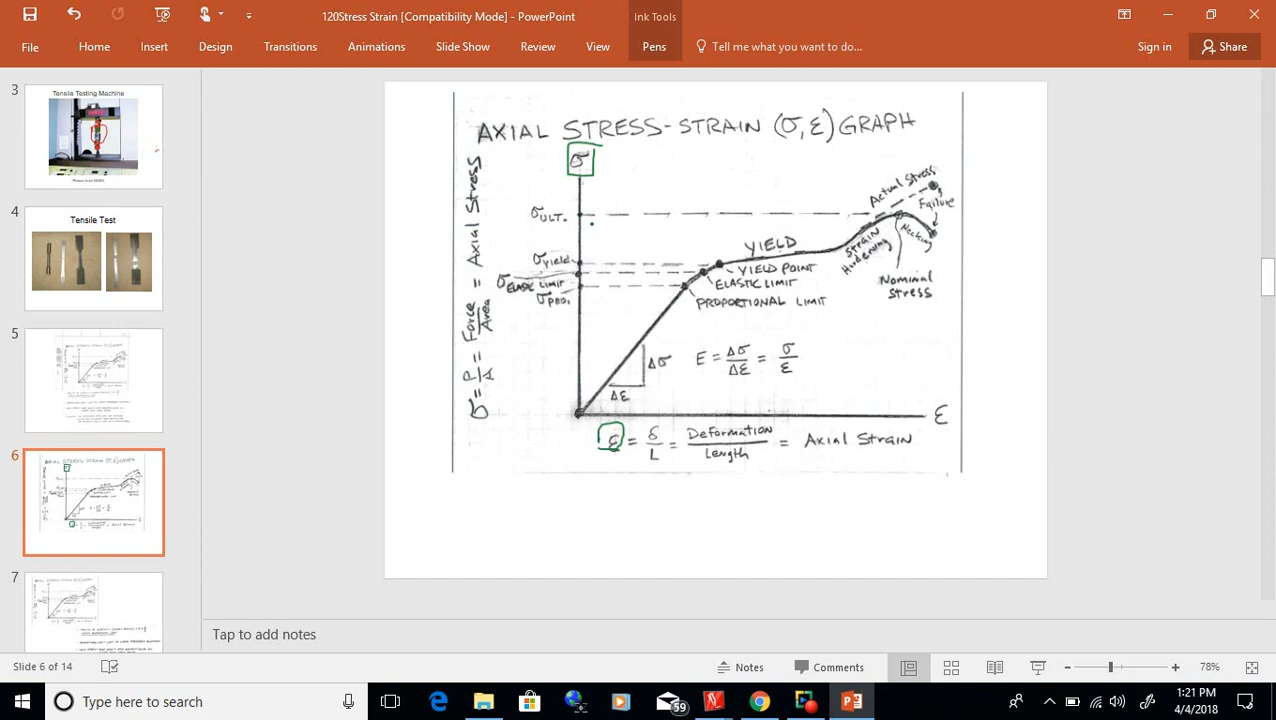 120Stress Strain [Compatibility Mode] - PowerPoint
Ink Tools
File
Home
Insert
Design
Transitions
Animations
Slide Show
Review
View
Pens
Tell me what you want to do...
Sign in
Share
3
Tensile Testing Machine
4
Tensile Test
5
6
7
AXIAL STRESS-STRAIN (σ, ε) GRAPH
σ
σ = P/A = Force/Area = Axial Stress
σULT.
σYield
σELASTIC LIMIT
σPRO.
Actual Stress
Failure
Necking
STRAIN Hardening
YIELD
YIELD POINT
ELASTIC LIMIT
PROPORTIONAL LIMIT
Nominal Stress
Δσ
Δε
E = Δσ/Δε = σ/ε
ε
ε = δ/L = Deformation/Length = Axial Strain
Tap to add notes
Slide 6 of 14
Notes
Comments
78%
Type here to search
59
1:21 PM
4/4/2018